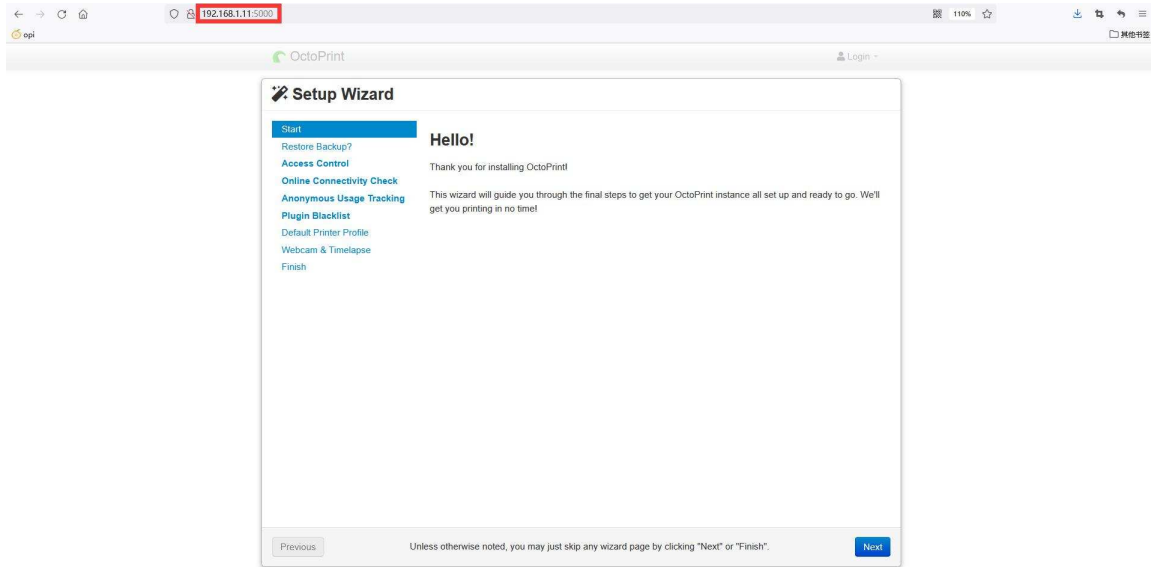 192.168.1.11:5000
110%
opi
其他书签
OctoPrint
Login
Setup Wizard
Start
Restore Backup?
Access Control
Online Connectivity Check
Anonymous Usage Tracking
Plugin Blacklist
Default Printer Profile
Webcam & Timelapse
Finish
Hello!
Thank you for installing OctoPrint!
This wizard will guide you through the final steps to get your OctoPrint instance all set up and ready to go. We'll
get you printing in no time!
Previous
Unless otherwise noted, you may just skip any wizard page by clicking "Next" or "Finish".
Next